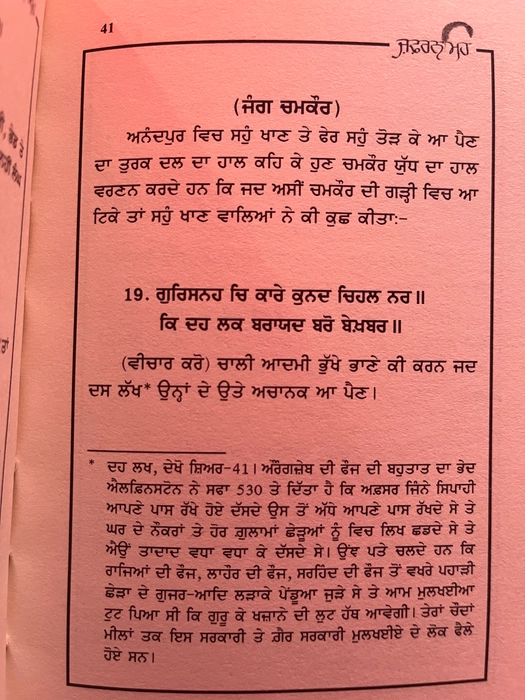 41
ਜ਼ਫ਼ਰਨਾਮਹ
(ਜੰਗ ਚਮਕੌਰ)
ਅਨੰਦਪੁਰ ਵਿਚ ਸਹੁੰ ਖਾਣ ਤੇ ਫੇਰ ਸਹੁੰ ਤੋੜ ਕੇ ਆ ਪੈਣ
ਦਾ ਤੁਰਕ ਦਲ ਦਾ ਹਾਲ ਕਹਿ ਕੇ ਹੁਣ ਚਮਕੌਰ ਯੁੱਧ ਦਾ ਹਾਲ
ਵਰਣਨ ਕਰਦੇ ਹਨ ਕਿ ਜਦ ਅਸੀਂ ਚਮਕੌਰ ਦੀ ਗੜ੍ਹੀ ਵਿਚ ਆ
ਟਿਕੇ ਤਾਂ ਸਹੁੰ ਖਾਣ ਵਾਲਿਆਂ ਨੇ ਕੀ ਕੁਛ ਕੀਤਾ:-
19. ਗੁਰਿਸਨਹ ਚਿ ਕਾਰੇ ਕੁਨਦ ਚਿਹਲ ਨਰ॥
ਕਿ ਦਹ ਲਕ ਬਰਾਯਦ ਬਰੋ ਬੇਖ਼ਬਰ॥
(ਵੀਚਾਰ ਕਰੋ) ਚਾਲੀ ਆਦਮੀ ਭੁੱਖੇ ਭਾਣੇ ਕੀ ਕਰਨ ਜਦ
ਦਸ ਲੱਖ* ਉਨ੍ਹਾਂ ਦੇ ਉਤੇ ਅਚਾਨਕ ਆ ਪੈਣ।
* ਦਹ ਲਖ, ਦੇਖੋ ਸ਼ਿਅਰ-41। ਔਰੰਗਜ਼ੇਬ ਦੀ ਫੌਜ ਦੀ ਬਹੁਤਾਤ ਦਾ ਭੇਦ
ਐਲਫਿਨਸਟੋਨ ਨੇ ਸਫਾ 530 ਤੇ ਦਿੱਤਾ ਹੈ ਕਿ ਅਫ਼ਸਰ ਜਿੰਨੇ ਸਿਪਾਹੀ
ਆਪਣੇ ਪਾਸ ਰੱਖੇ ਹੋਏ ਦੱਸਦੇ ਉਸ ਤੋਂ ਅੱਧੇ ਆਪਣੇ ਪਾਸ ਰੱਖਦੇ ਸੇ ਤੇ
ਘਰ ਦੇ ਨੌਕਰਾਂ ਤੇ ਹੋਰ ਗ਼ੁਲਾਮਾਂ ਛੇੜੂਆਂ ਨੂੰ ਵਿਚ ਲਿਖ ਛਡਦੇ ਸੇ ਤੇ
ਐਉਂ ਤਾਦਾਦ ਵਧਾ ਵਧਾ ਕੇ ਦੱਸਦੇ ਸੇ। ਉਂਞ ਪਤੇ ਚਲਦੇ ਹਨ ਕਿ
ਰਾਜਿਆਂ ਦੀ ਫੌਜ, ਲਾਹੌਰ ਦੀ ਫੌਜ, ਸਰਹਿੰਦ ਦੀ ਫੌਜ ਤੋਂ ਵਖਰੇ ਪਹਾੜੀ
ਛੇੜਾ ਦੇ ਗੁਜਰ-ਆਦਿ ਲੜਾਕੇ ਪੇਂਡੂਆ ਜੁੜੇ ਸੇ ਤੇ ਆਮ ਮੁਲਖਈਆ
ਟੁਟ ਪਿਆ ਸੀ ਕਿ ਗੁਰੂ ਕੇ ਖਜ਼ਾਨੇ ਦੀ ਲੁਟ ਹੱਥ ਆਵੇਗੀ। ਤੇਰਾਂ ਚੌਦਾਂ
ਮੀਲਾਂ ਤਕ ਇਸ ਸਰਕਾਰੀ ਤੇ ਗ਼ੈਰ ਸਰਕਾਰੀ ਮੁਲਖਈਏ ਦੇ ਲੋਕ ਫੈਲੇ
ਹੋਏ ਸਨ।